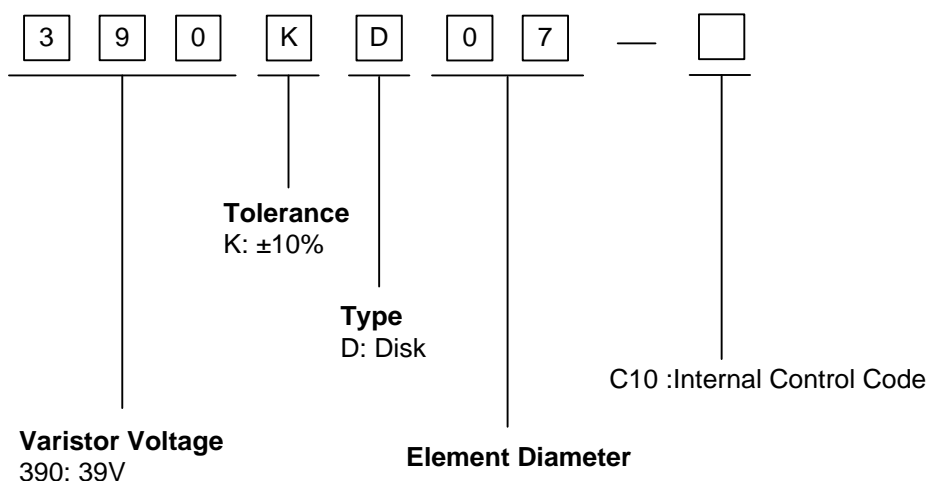 3 9 0 K D 0 7 —
Tolerance
K: ±10%
Type
D: Disk
C10 :Internal Control Code
Varistor Voltage
390: 39V
Element Diameter